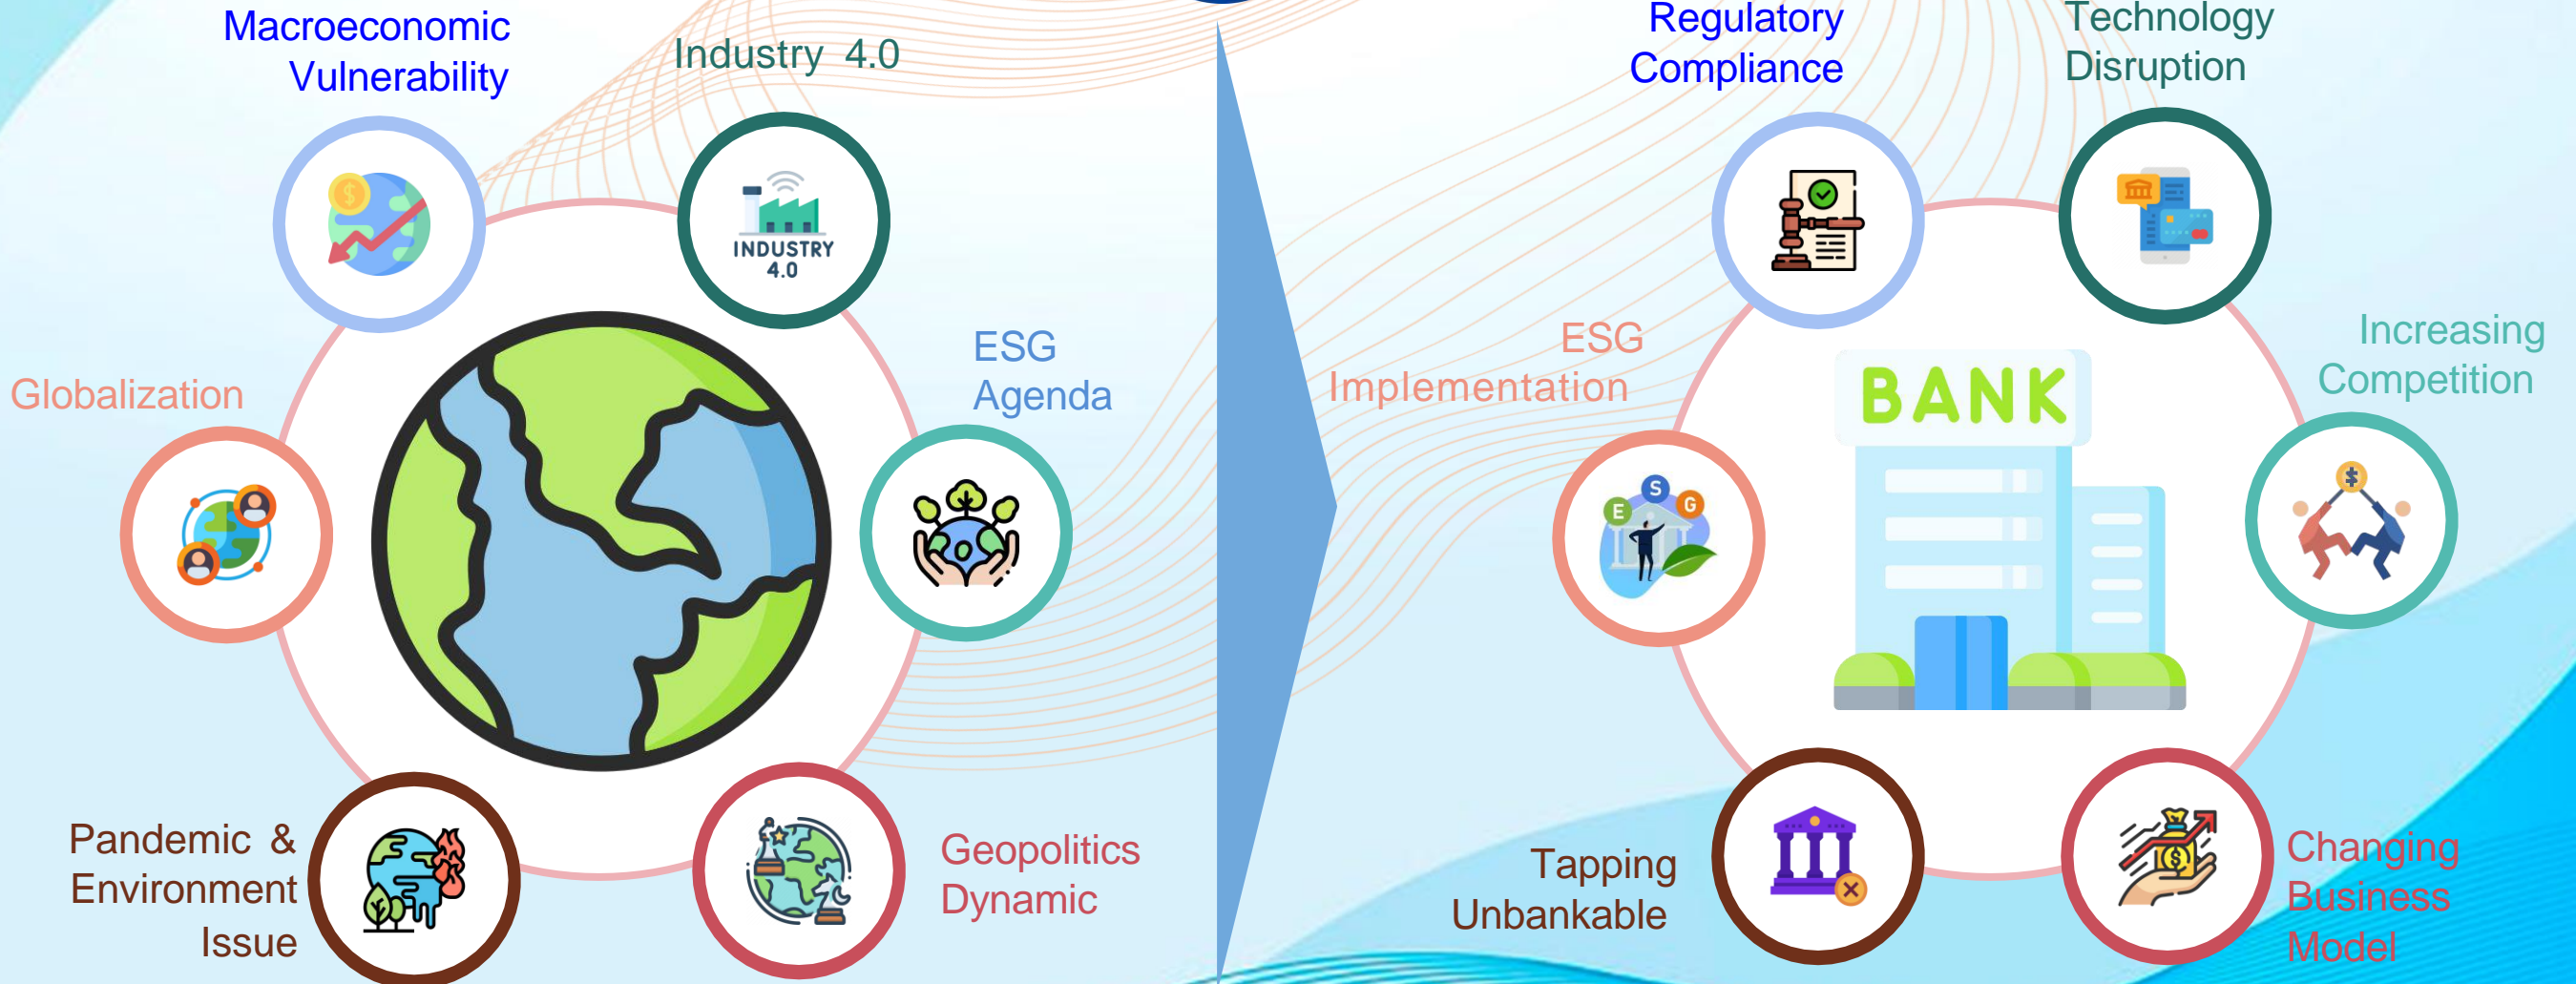 Macroeconomic
Vulnerability
Industry 4.0
INDUSTRY
4.0
Globalization
ESG
Agenda
Pandemic &
Environment
Issue
Geopolitics
Dynamic
Regulatory
Compliance
Technology
Disruption
ESG
Implementation
E S G
Increasing
Competition
BANK
Tapping
Unbankable
Changing
Business
Model